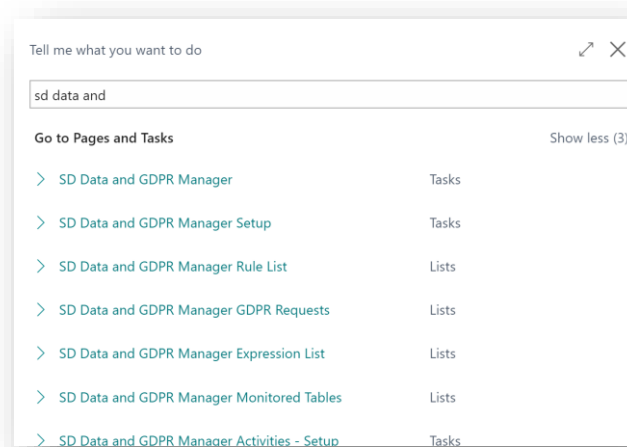 Tell me what you want to do
sd data and
Go to Pages and Tasks Show less (3)
SD Data and GDPR Manager Tasks
SD Data and GDPR Manager Setup Tasks
SD Data and GDPR Manager Rule List Lists
SD Data and GDPR Manager GDPR Requests Lists
SD Data and GDPR Manager Expression List Lists
SD Data and GDPR Manager Monitored Tables Lists
SD Data and GDPR Manager Activities - Setup Tasks